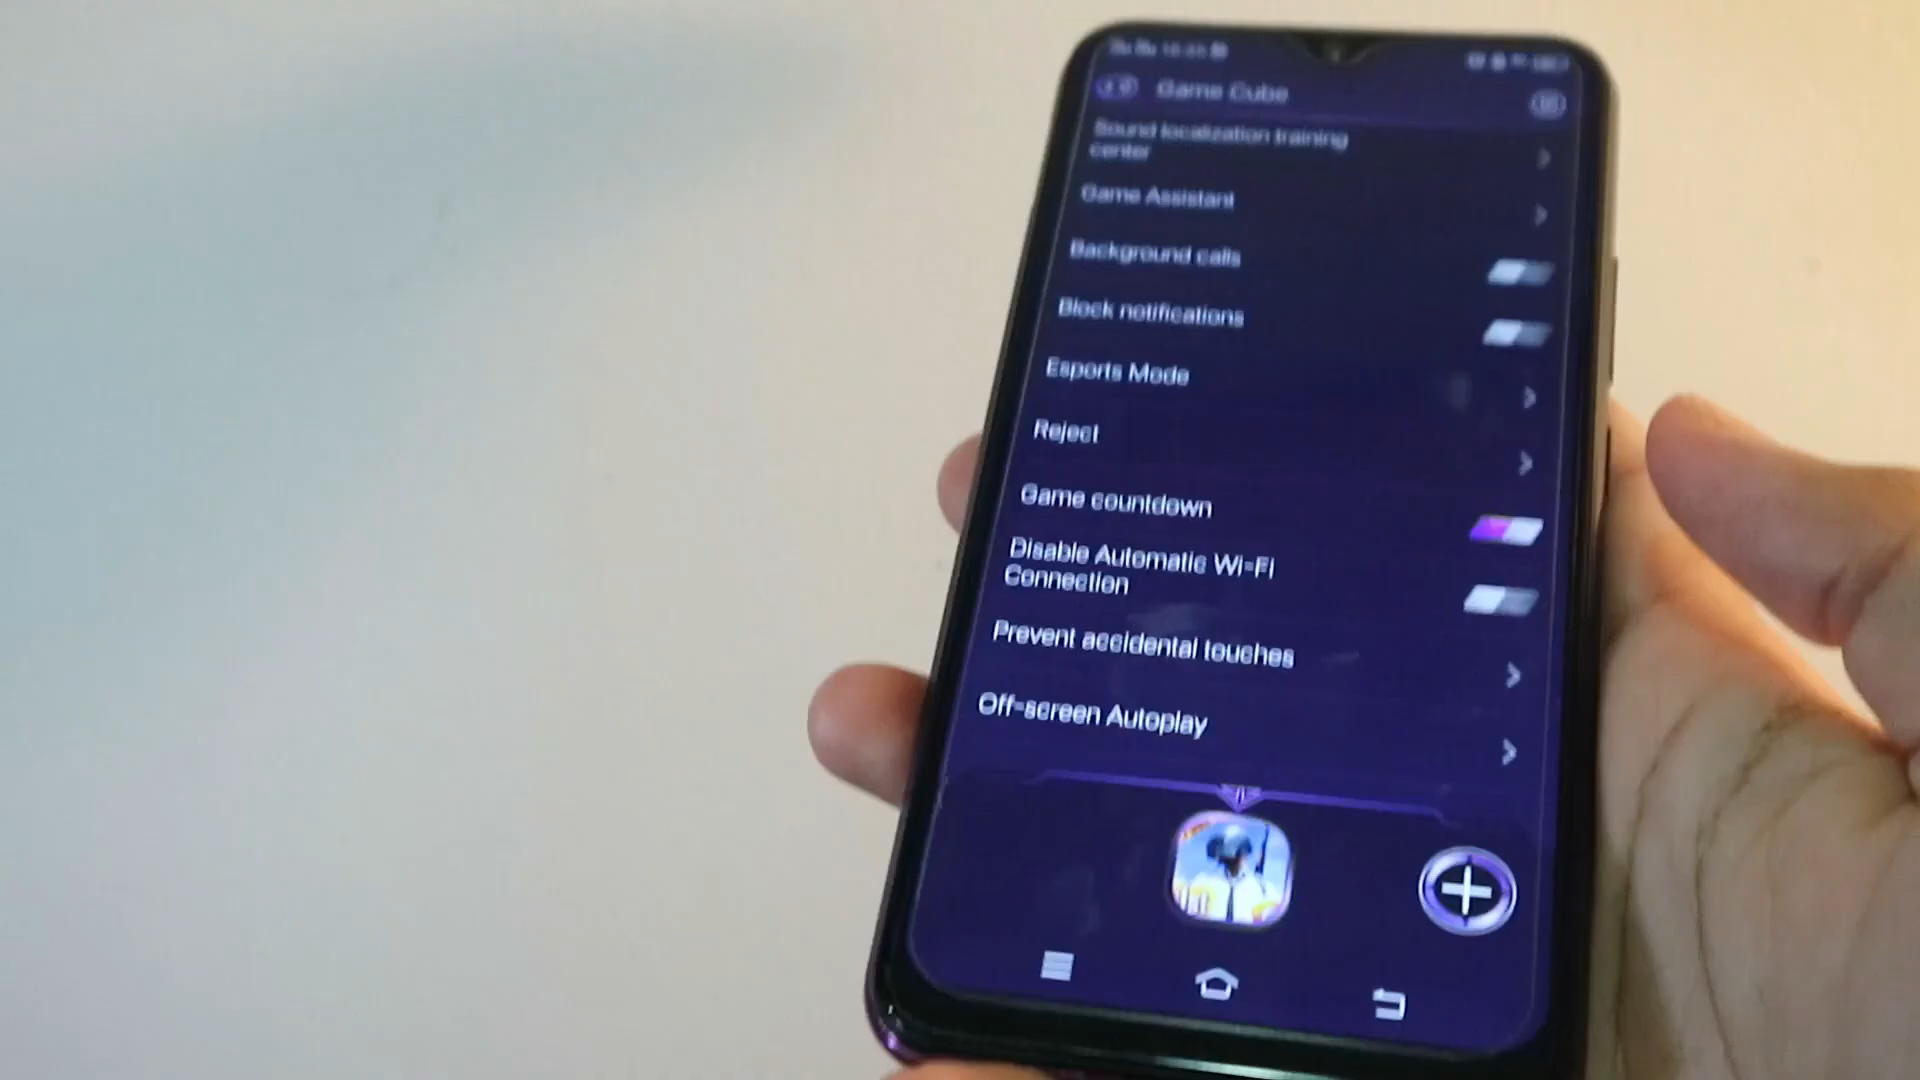 Game Cube
Sound localization training
center
Game Assistant
Background calls
Block notifications
Esports Mode
Reject
Game countdown
Disable Automatic Wi-Fi
Connection
Prevent accidental touches
Off-screen Autoplay